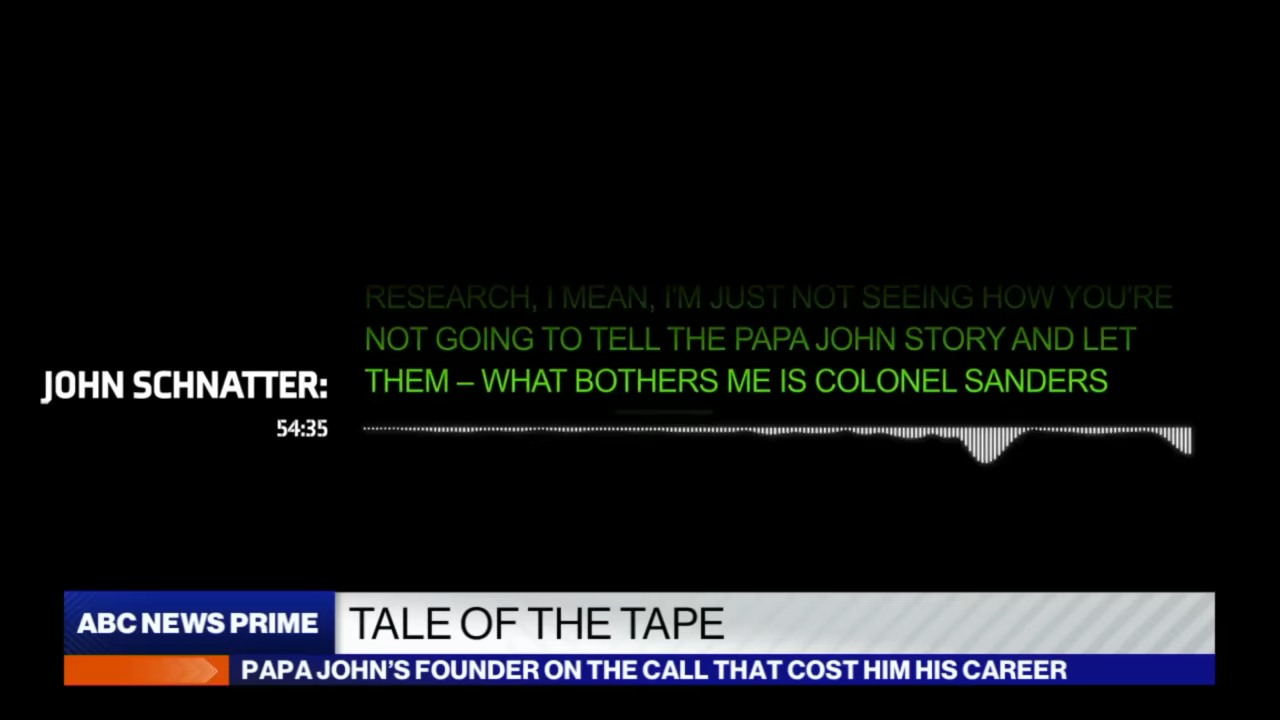 RESEARCH, I MEAN, I'M JUST NOT SEEING HOW YOU'RE
NOT GOING TO TELL THE PAPA JOHN STORY AND LET
JOHN SCHNATTER:
THEM – WHAT BOTHERS ME IS COLONEL SANDERS
54:35
ABC NEWS PRIME
TALE OF THE TAPE
PAPA JOHN'S FOUNDER ON THE CALL THAT COST HIM HIS CAREER